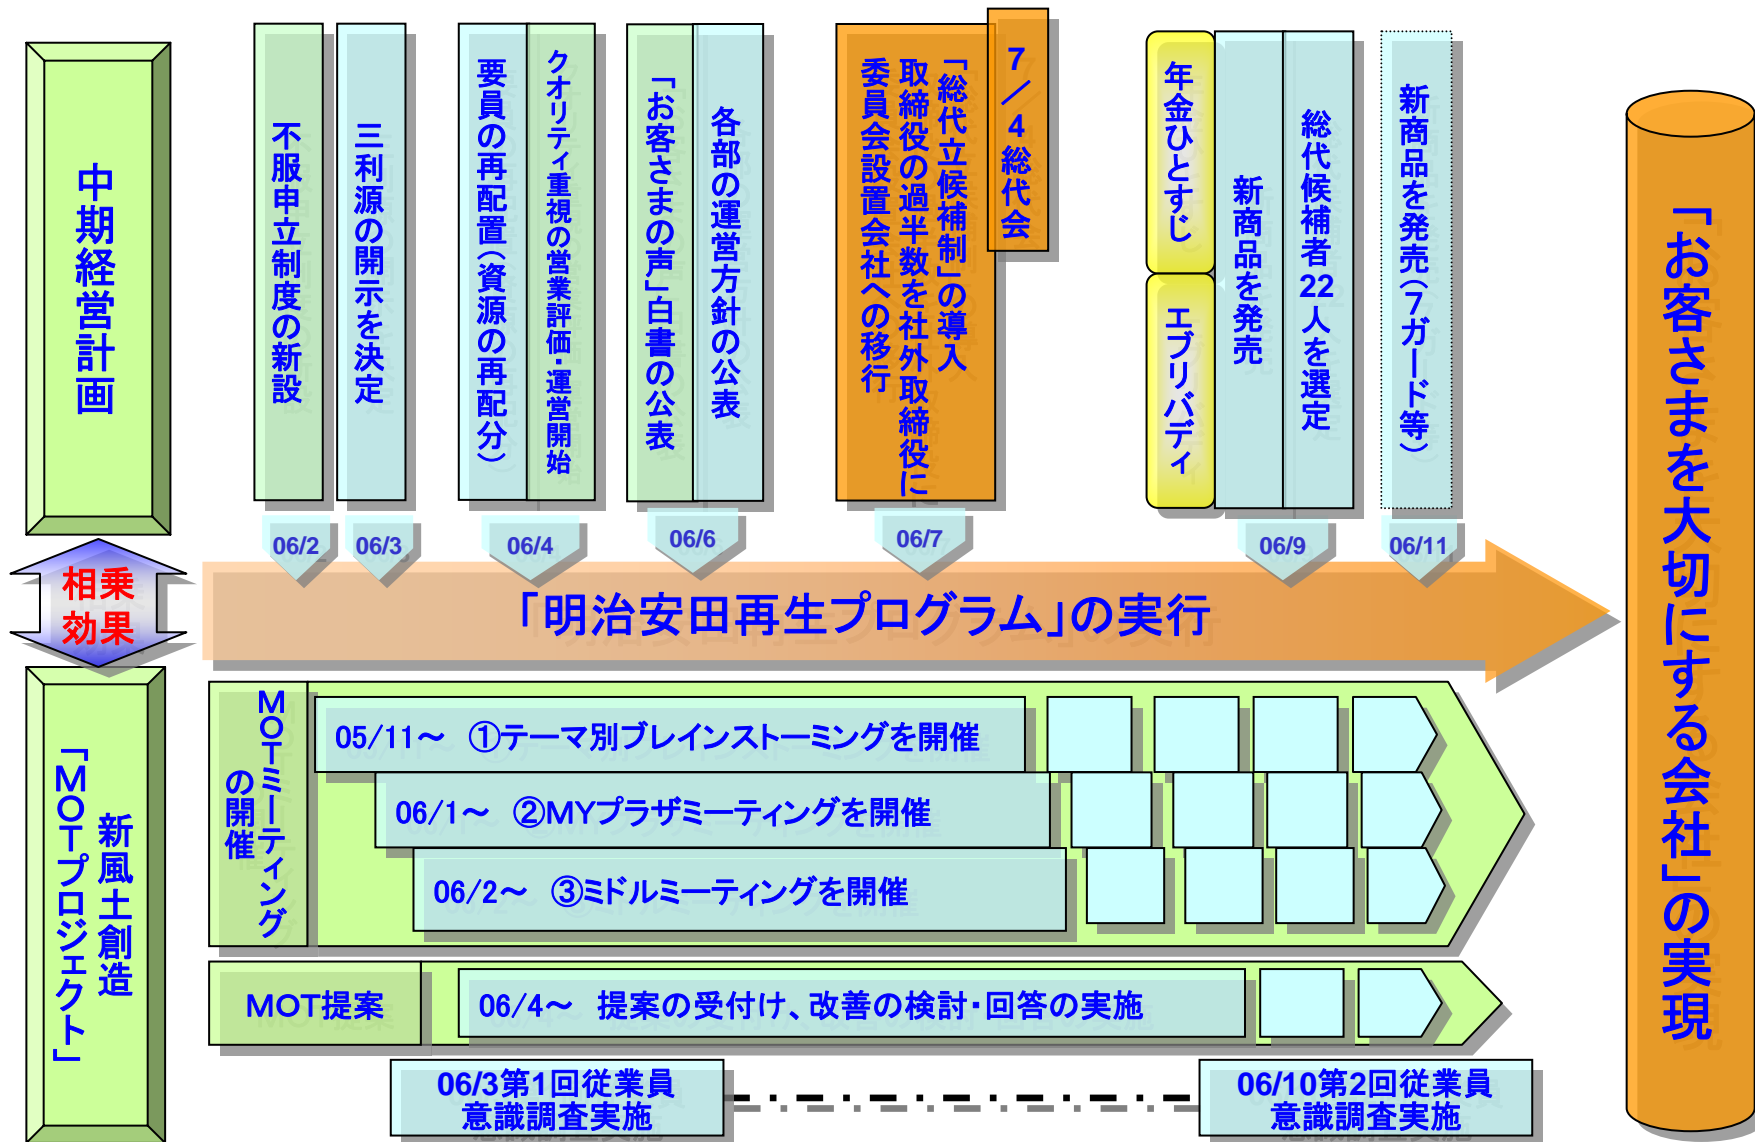 中期経営計画
不服申立制度の新設
三利源の開示を決定
要員の再配置（資源の再配分）
クオリティ重視の営業評価・運営開始
「お客さまの声」白書の公表
各部の運営方針の公表
7／4総代会
「総代立候補制」の導入
取締役の過半数を社外取締役に
委員会設置会社への移行
年金ひとすじ
エブリバディ
新商品を発売
総代候補者22人を選定
新商品を発売（7ガード等）
06/2
06/3
06/4
06/6
06/7
06/9
06/11
相乗
効果
「明治安田再生プログラム」の実行
「お客さまを大切にする会社」の実現
新風土創造
「MOTプロジェクト」
MOTミーティング
の開催
05/11～ ①テーマ別ブレインストーミングを開催
06/1～ ②MYプラザミーティングを開催
06/2～ ③ミドルミーティングを開催
MOT提案
06/4～ 提案の受付け、改善の検討・回答の実施
06/3第1回従業員
意識調査実施
06/10第2回従業員
意識調査実施